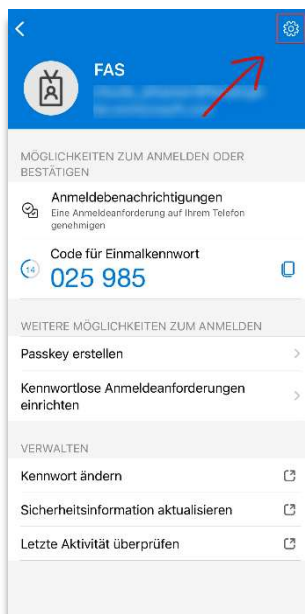 FAS
MÖGLICHKEITEN ZUM ANMELDEN ODER
BESTÄTIGEN
Anmeldebenachrichtigungen
Eine Anmeldeanforderung auf Ihrem Telefon
genehmigen
Code für Einmalkennwort
14
025 985
WEITERE MÖGLICHKEITEN ZUM ANMELDEN
Passkey erstellen
Kennwortlose Anmeldeanforderungen
einrichten
VERWALTEN
Kennwort ändern
Sicherheitsinformation aktualisieren
Letzte Aktivität überprüfen